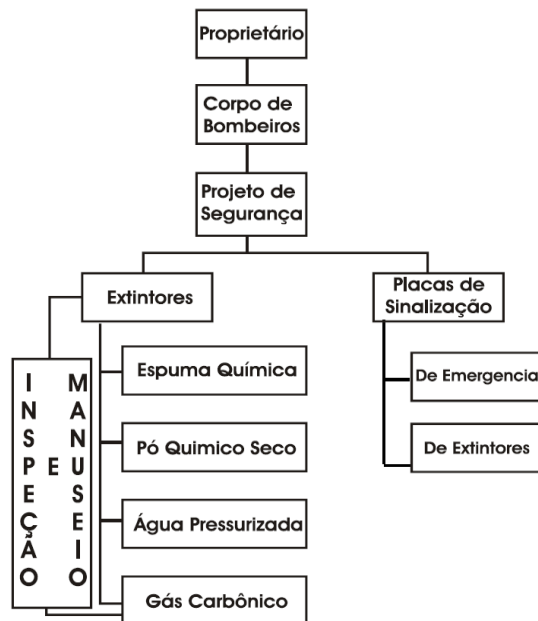 Proprietário
Corpo de
Bombeiros
Projeto de
Segurança
Extintores
Placas de
Sinalização
INSPEÇÃO
E
MANUSEIO
Espuma Química
De Emergencia
Pó Quimico Seco
De Extintores
Água Pressurizada
Gás Carbônico